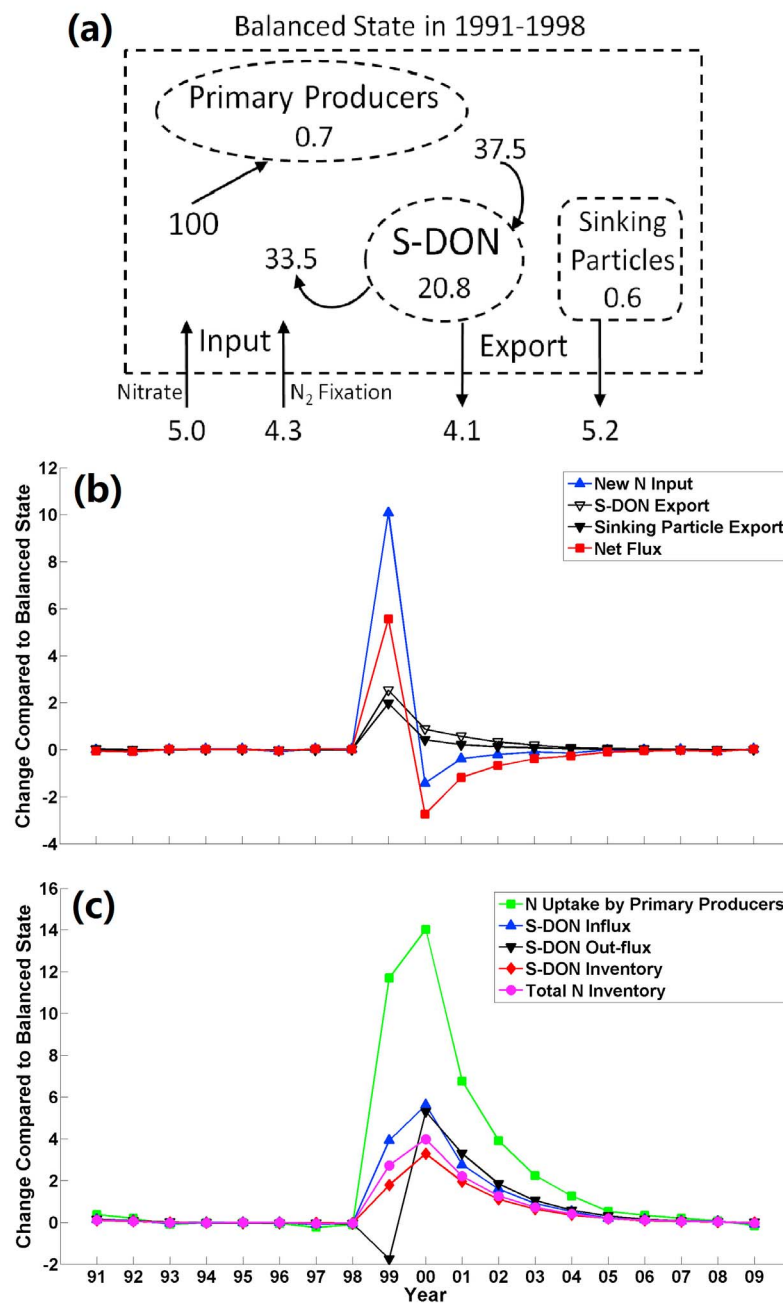 (a)
Balanced State in 1991-1998
Primary Producers
0.7
37.5
100
S-DON
20.8
33.5
Sinking
Particles
0.6
Input
Export
Nitrate
N₂ Fixation
5.0
4.3
4.1
5.2
(b)
New N Input
S-DON Export
Sinking Particle Export
Net Flux
Change Compared to Balanced State
12
10
8
6
4
2
0
-2
-4
(c)
N Uptake by Primary Producers
S-DON Influx
S-DON Out-flux
S-DON Inventory
Total N Inventory
Change Compared to Balanced State
16
14
12
10
8
6
4
2
0
-2
91 92 93 94 95 96 97 98 99 00 01 02 03 04 05 06 07 08 09
Year